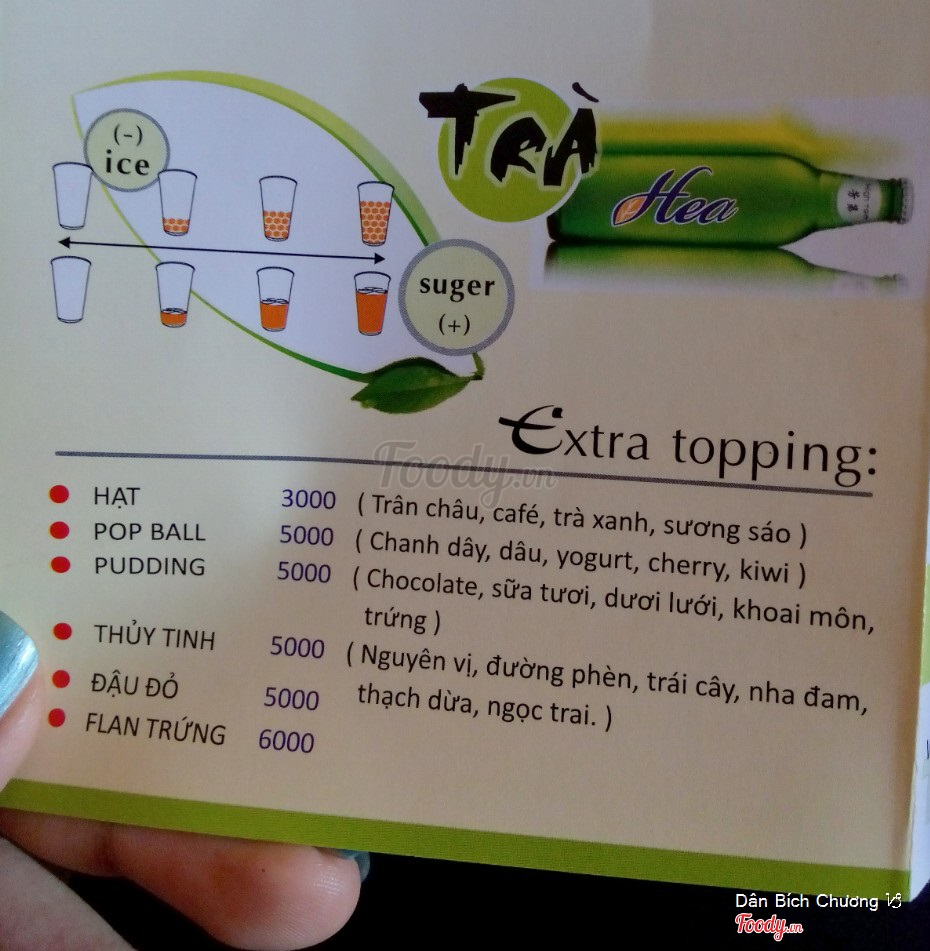 (-)
ice
TRÀ
Hea
suger
(+)
Extra topping:
Foody.vn
HẠT 3000 ( Trân châu, café, trà xanh, sương sáo )
POP BALL 5000 ( Chanh dây, dâu, yogurt, cherry, kiwi )
PUDDING 5000 ( Chocolate, sữa tươi, dươi lưới, khoai môn,
trứng )
THỦY TINH 5000 ( Nguyên vị, đường phèn, trái cây, nha đam,
thạch dừa, ngọc trai. )
ĐẬU ĐỎ 5000
FLAN TRỨNG 6000
Dân Bích Chương
Foody.vn